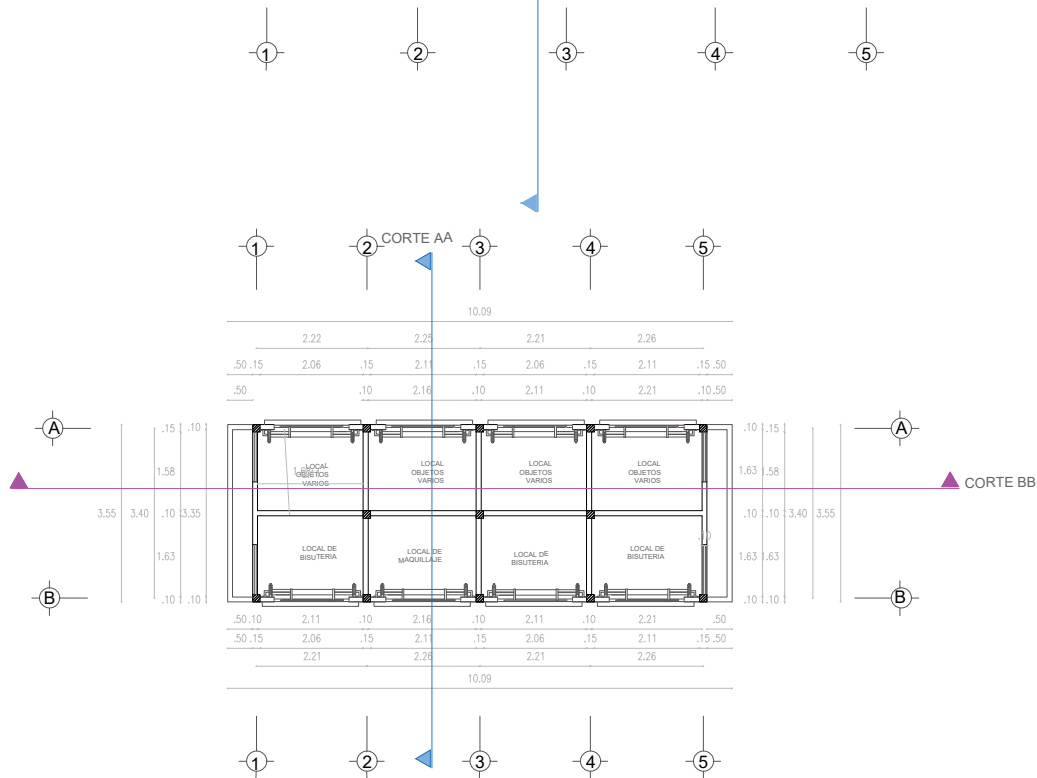 1 2 3 4 5
CORTE AA
1 2 3 4 5
10.09
2.22 2.25 2.21 2.26
.50 .15 2.06 .15 2.11 .15 2.06 .15 2.11 .15 .50
.50 .10 2.16 .10 2.11 .10 2.21 .10 .50
A .15 .10 .10 .15 A
LOCAL OBJETOS VARIOS
LOCAL OBJETOS VARIOS
LOCAL OBJETOS VARIOS
LOCAL OBJETOS VARIOS
1.58 1.63 1.58
CORTE BB
3.55 3.40 .10 3.35 .10 .10 3.40 3.55
LOCAL DE BISUTERIA
LOCAL DE MAQUILLAJE
LOCAL DE BISUTERIA
LOCAL DE BISUTERIA
1.63 1.63 1.63
B .10 .10 .10 .10 B
.50 .10 2.11 .10 2.16 .10 2.11 .10 2.21 .50
.50 .15 2.06 .15 2.11 .15 2.06 .15 2.11 .15 .50
2.21 2.26 2.21 2.26
10.09
1 2 3 4 5